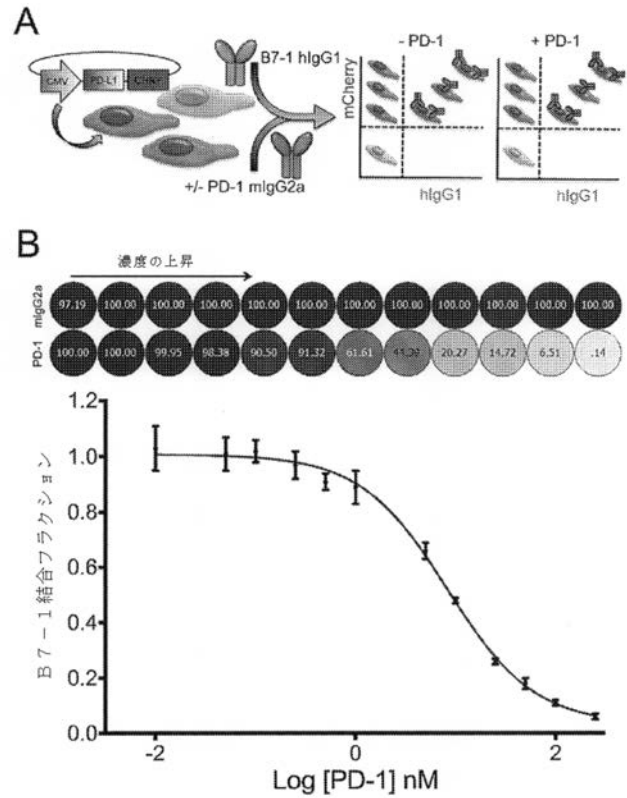 A
CMV PD-L1 CHRY
B7-1 hIgG1
+/- PD-1 mIgG2a
- PD-1
+ PD-1
mCherry
hIgG1
hIgG1
B
濃度の上昇
mIgG2a
97.19 100.00 100.00 100.00 100.00 100.00 100.00 100.00 100.00 100.00 100.00 100.00
PD-1
100.00 100.00 99.95 98.38 90.50 91.32 61.61 44.39 20.27 14.72 6.51 .14
B7-1結合フラクション
1.2
1.0
0.8
0.6
0.4
0.2
0.0
-2 0 2
Log [PD-1] nM